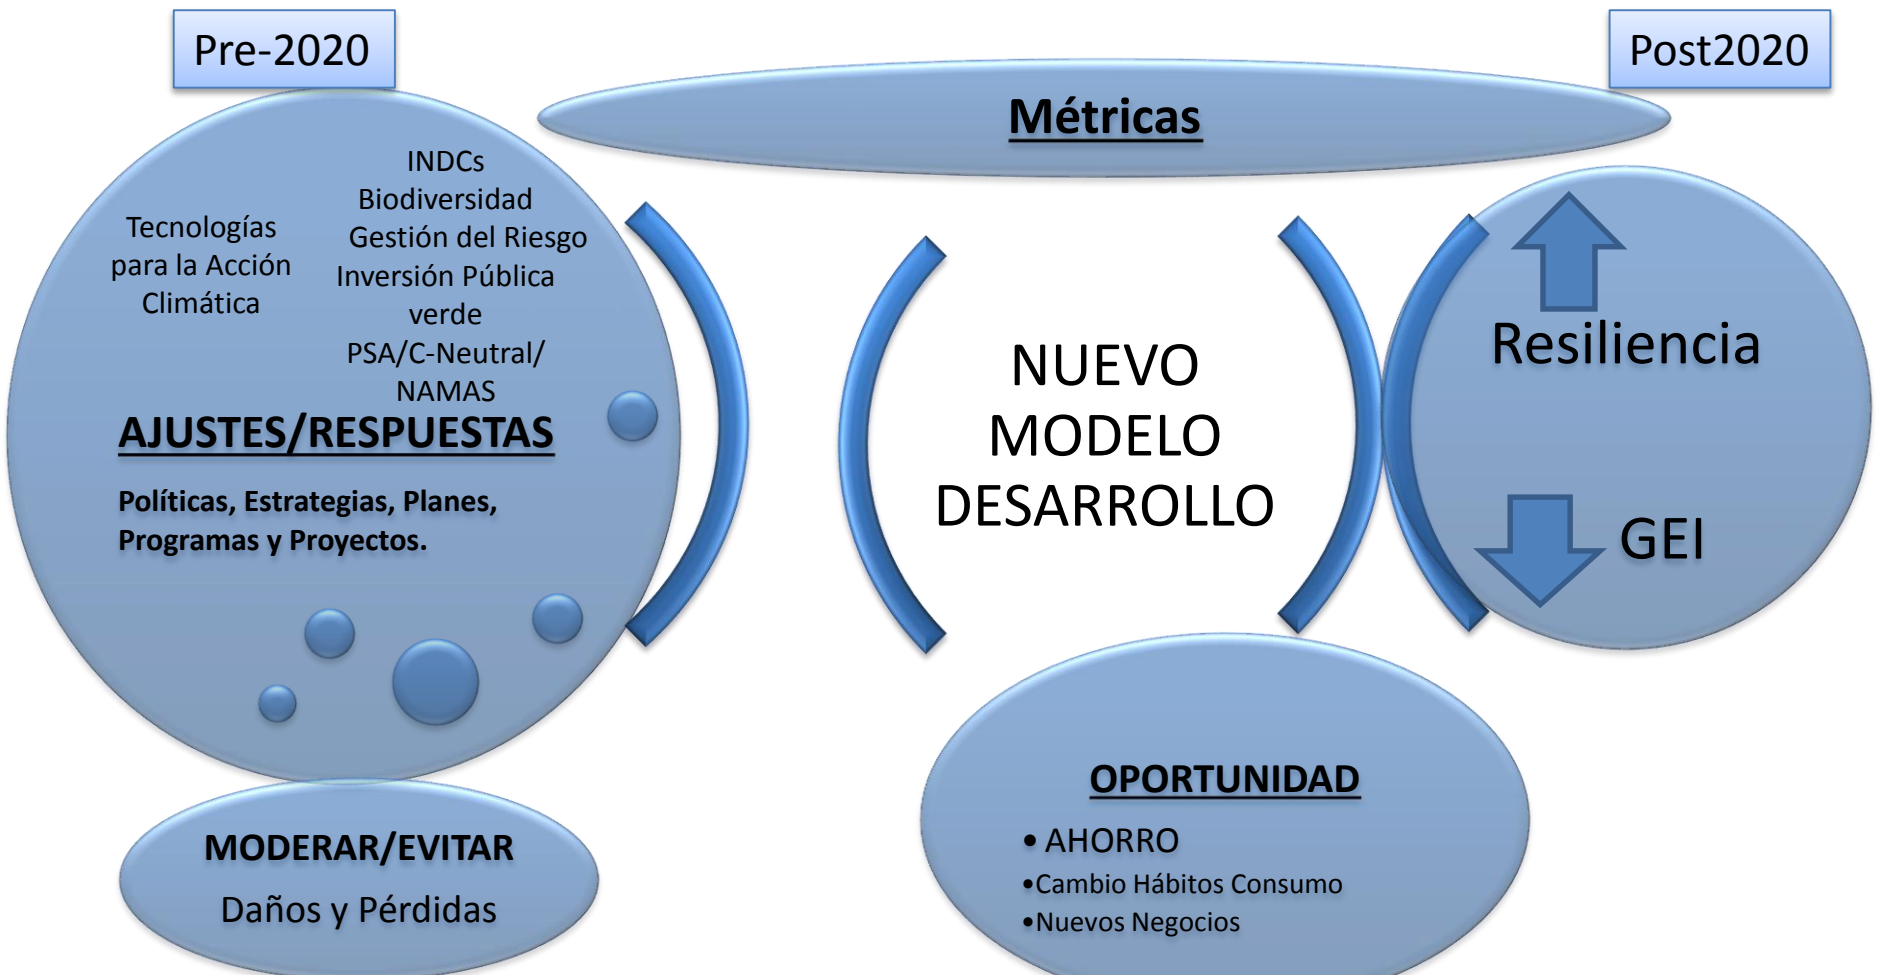 Pre-2020
Post2020
Métricas
Tecnologías
para la Acción
Climática
INDCs
Biodiversidad
Gestión del Riesgo
Inversión Pública
verde
PSA/C-Neutral/
NAMAS
AJUSTES/RESPUESTAS
Políticas, Estrategias, Planes,
Programas y Proyectos.
MODERAR/EVITAR
Daños y Pérdidas
NUEVO
MODELO
DESARROLLO
OPORTUNIDAD
• AHORRO
•Cambio Hábitos Consumo
•Nuevos Negocios
Resiliencia
GEI